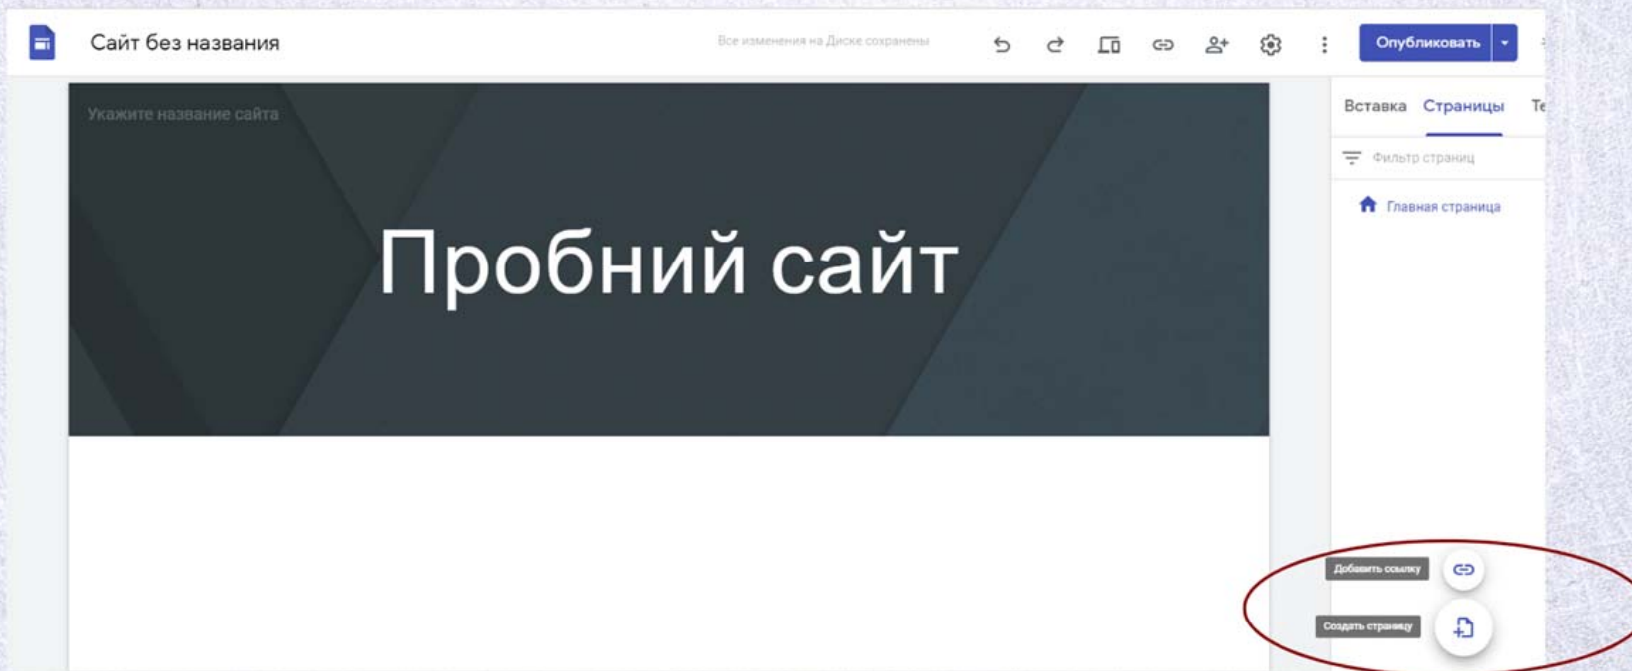 Сайт без названия
Все изменения на Диске сохранены
Опубликовать
Укажите название сайта
Вставка Страницы Те
Фильтр страниц
Главная страница
Пробний сайт
Добавить ссылку
Создать страницу